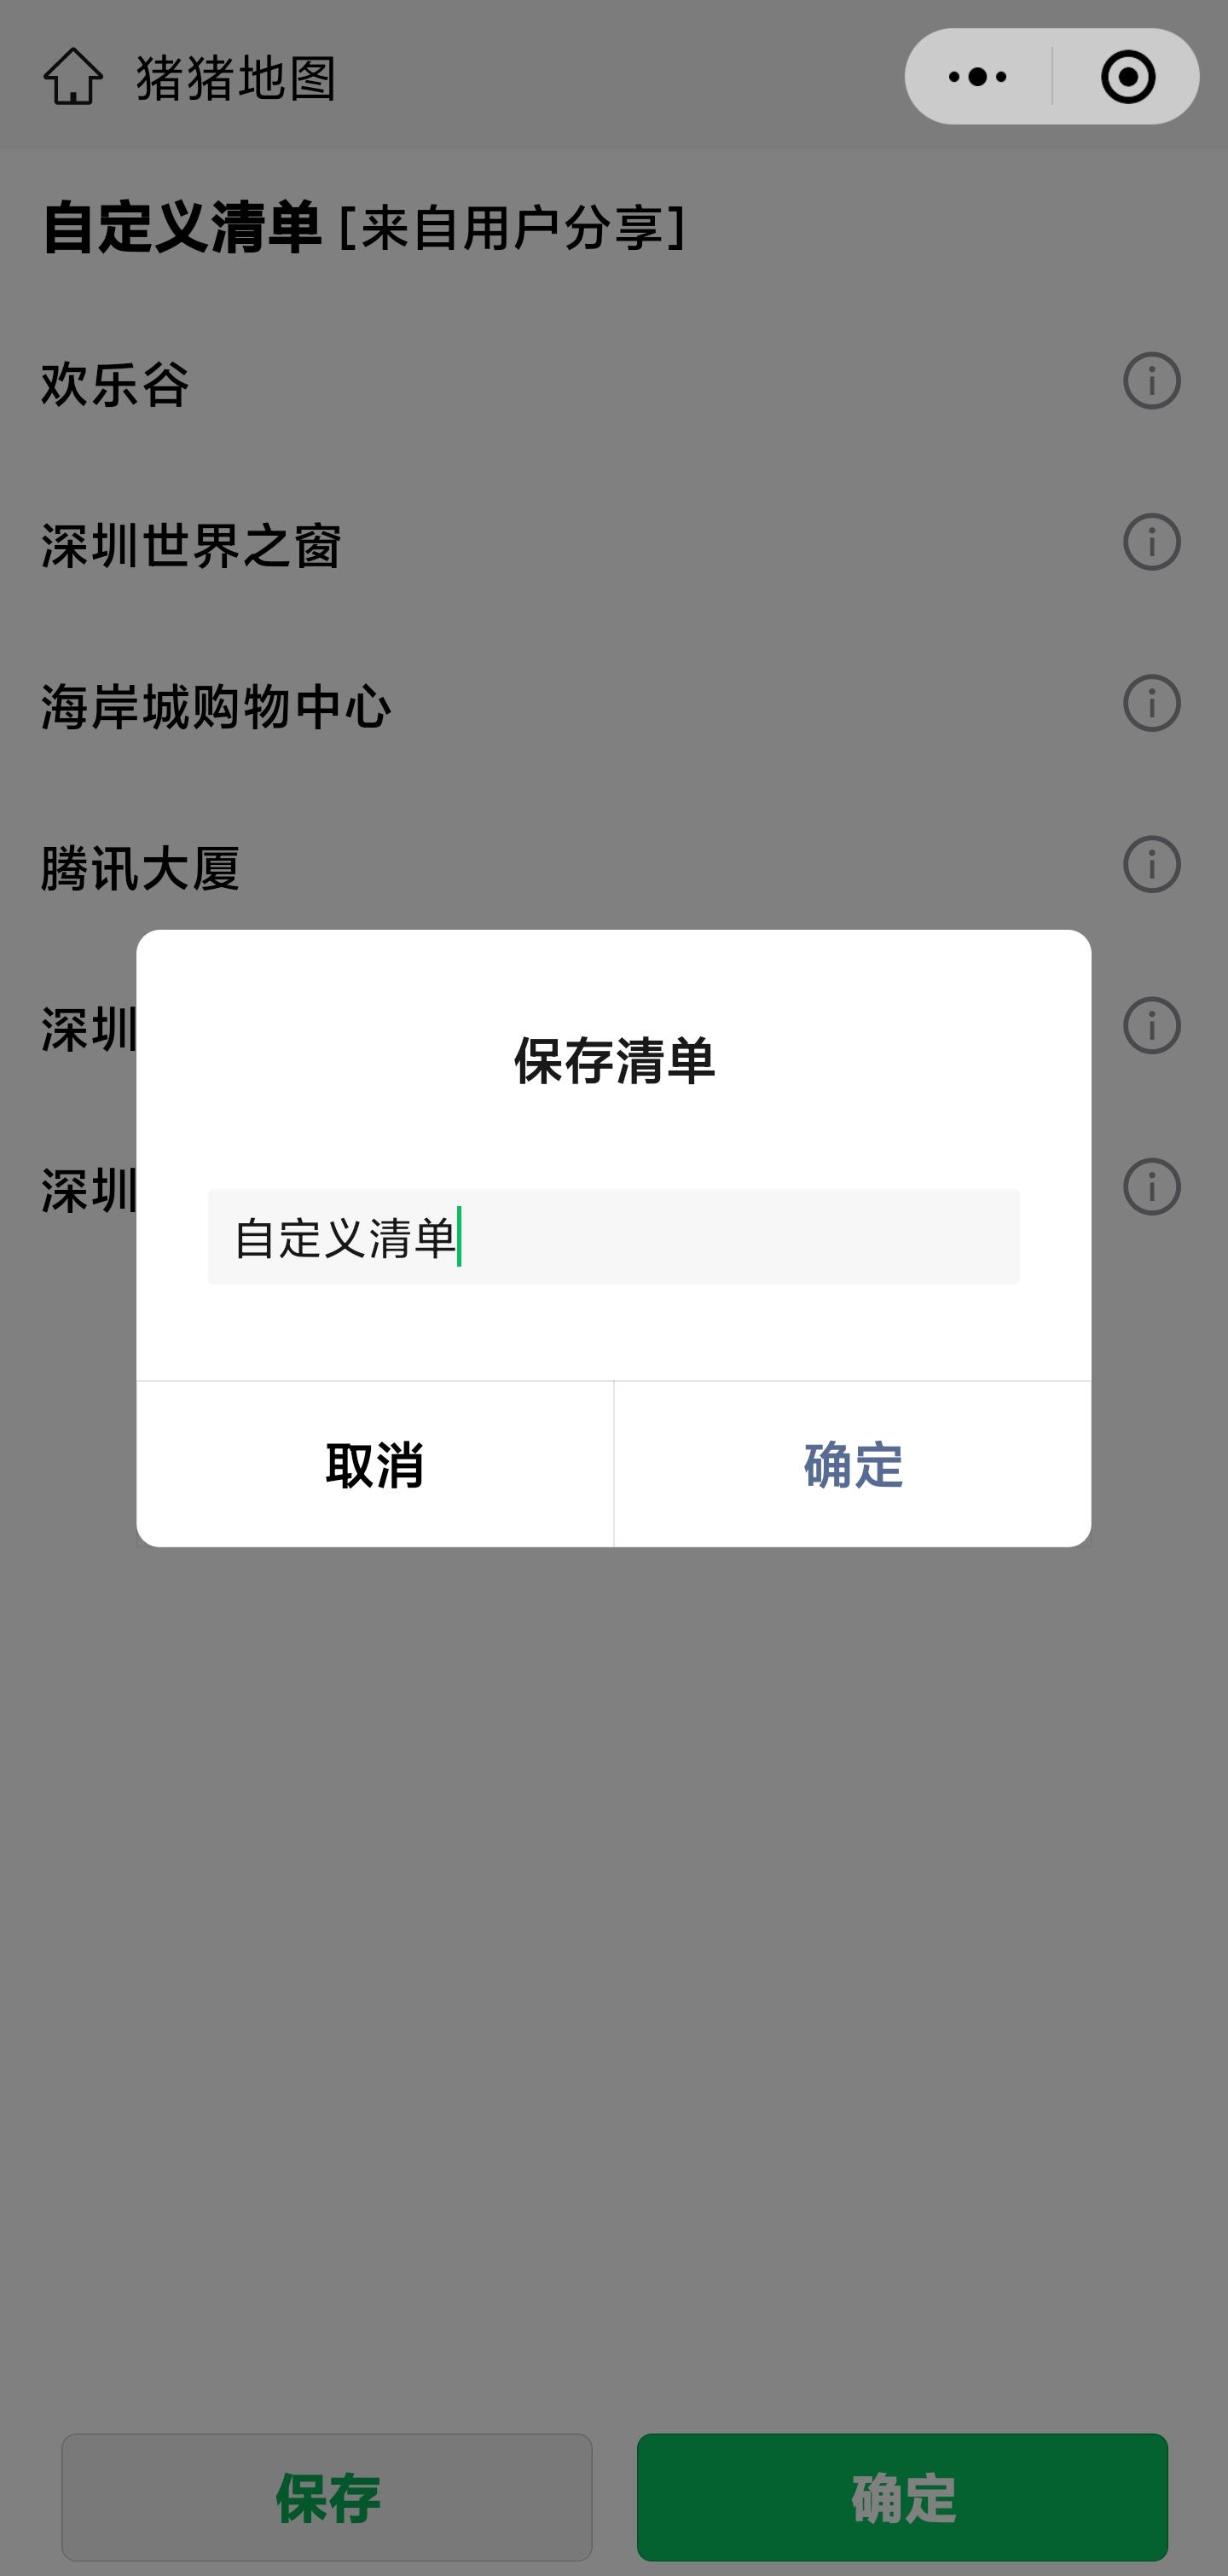 猪猪地图
自定义清单 [来自用户分享]
欢乐谷
深圳世界之窗
海岸城购物中心
腾讯大厦
深圳
深圳
保存清单
自定义清单
取消
确定
保存
确定